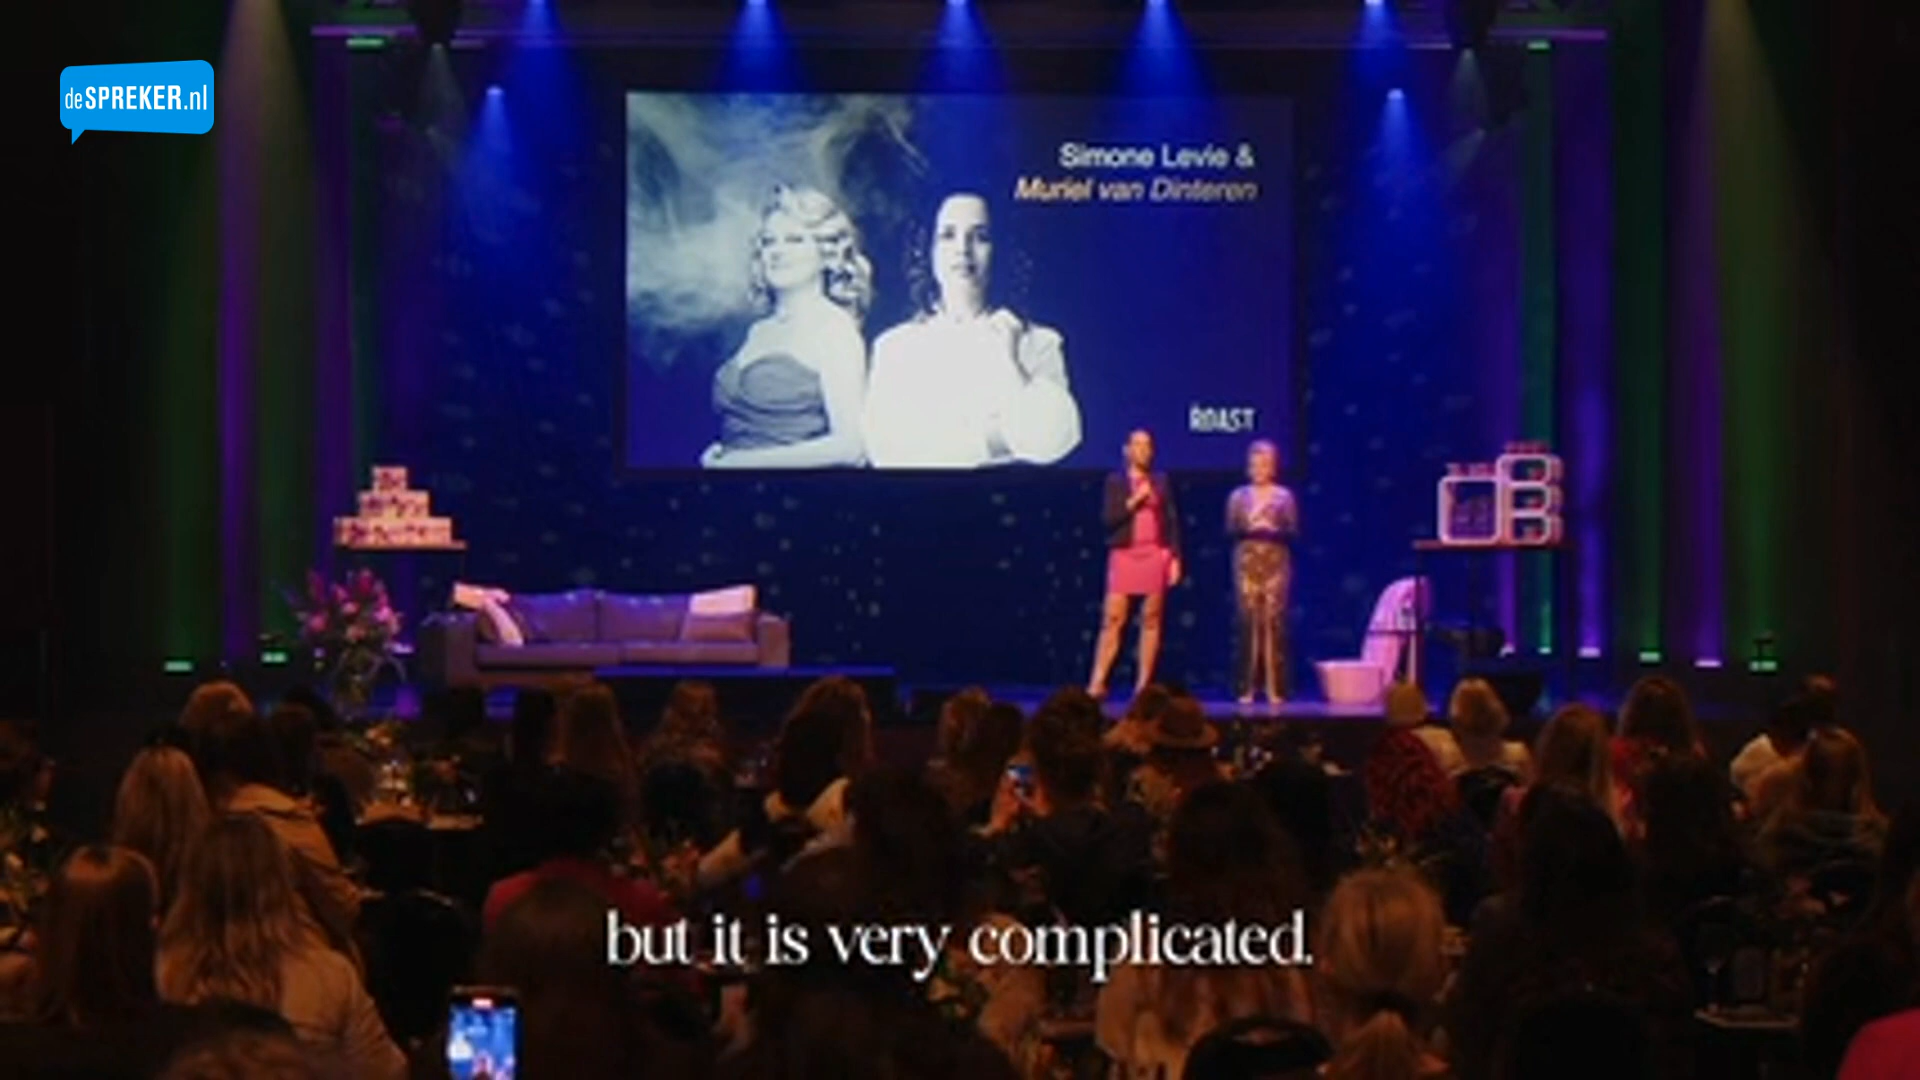 deSPREKER.nl
Simone Levie &
Muriel van Dinteren
ROAST
but it is very complicated.